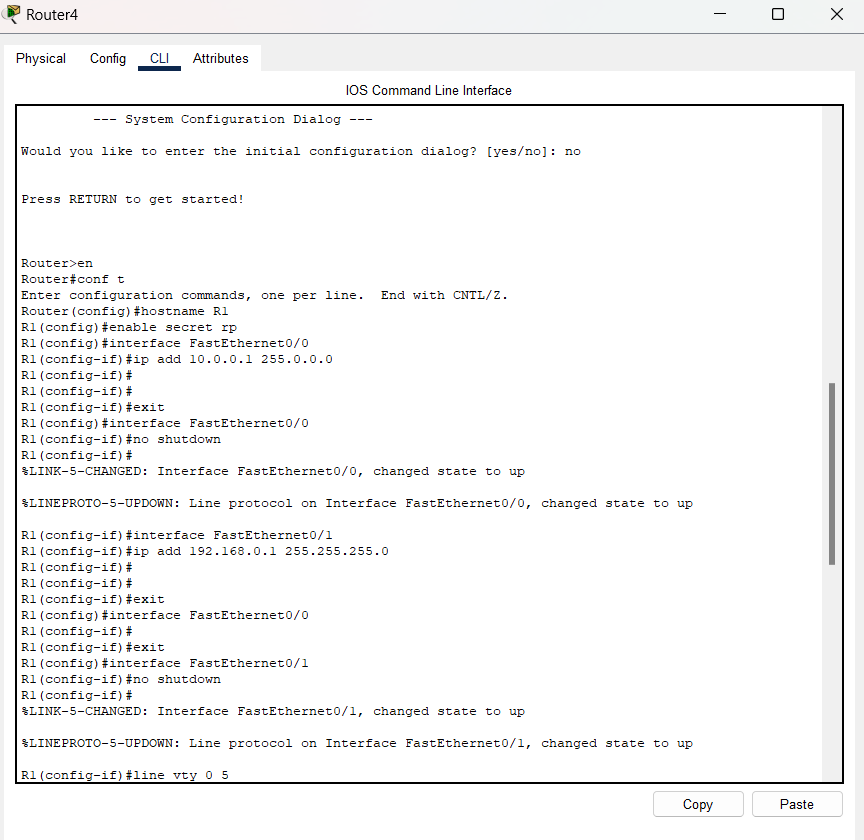 Router4
Physical Config CLI Attributes
IOS Command Line Interface
--- System Configuration Dialog ---
Would you like to enter the initial configuration dialog? [yes/no]: no
Press RETURN to get started!
Router>en
Router#conf t
Enter configuration commands, one per line.  End with CNTL/Z.
Router(config)#hostname R1
R1(config)#enable secret rp
R1(config)#interface FastEthernet0/0
R1(config-if)#ip add 10.0.0.1 255.0.0.0
R1(config-if)#
R1(config-if)#
R1(config-if)#exit
R1(config)#interface FastEthernet0/0
R1(config-if)#no shutdown
R1(config-if)#
%LINK-5-CHANGED: Interface FastEthernet0/0, changed state to up
%LINEPROTO-5-UPDOWN: Line protocol on Interface FastEthernet0/0, changed state to up
R1(config-if)#interface FastEthernet0/1
R1(config-if)#ip add 192.168.0.1 255.255.255.0
R1(config-if)#
R1(config-if)#
R1(config-if)#exit
R1(config)#interface FastEthernet0/0
R1(config-if)#
R1(config-if)#exit
R1(config)#interface FastEthernet0/1
R1(config-if)#no shutdown
R1(config-if)#
%LINK-5-CHANGED: Interface FastEthernet0/1, changed state to up
%LINEPROTO-5-UPDOWN: Line protocol on Interface FastEthernet0/1, changed state to up
R1(config-if)#line vty 0 5
Copy Paste